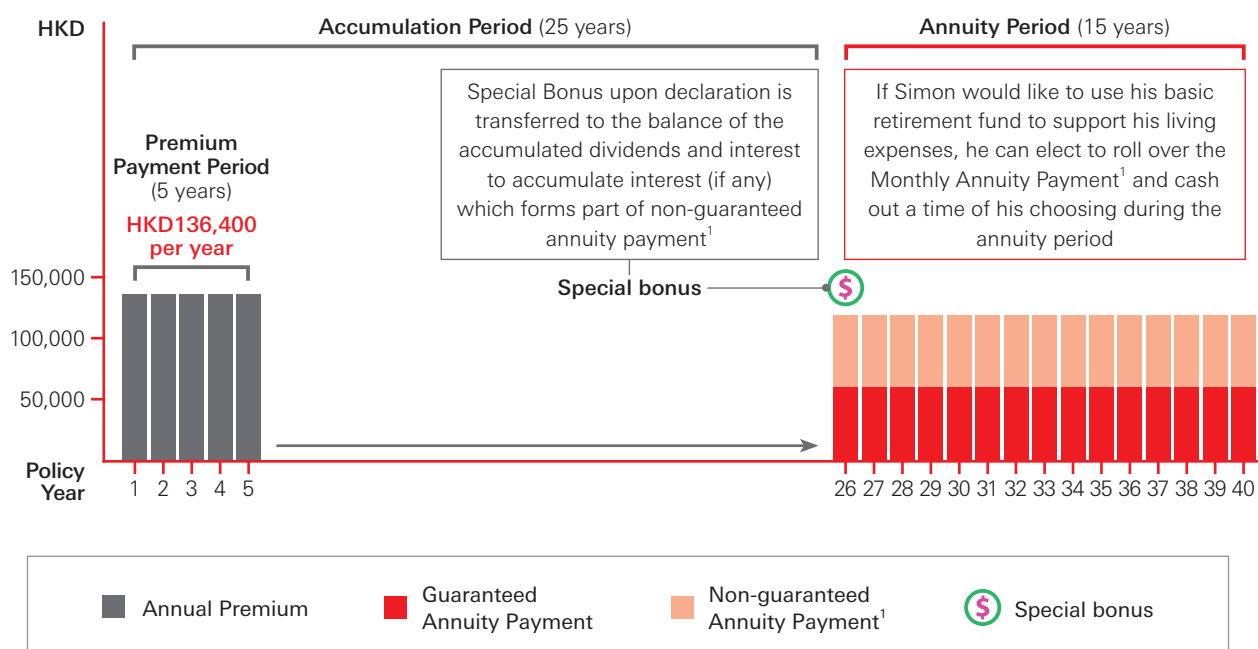 HKD
Accumulation Period (25 years)
Annuity Period (15 years)
Special Bonus upon declaration is
transferred to the balance of the
accumulated dividends and interest
to accumulate interest (if any)
which forms part of non-guaranteed
annuity payment¹
If Simon would like to use his basic
retirement fund to support his living
expenses, he can elect to roll over the
Monthly Annuity Payment¹ and cash
out a time of his choosing during the
annuity period
Premium
Payment Period
(5 years)
HKD136,400
per year
Special bonus
$
150,000
100,000
50,000
Policy
Year
1 2 3 4 5 26 27 28 29 30 31 32 33 34 35 36 37 38 39 40
Annual Premium
Guaranteed
Annuity Payment
Non-guaranteed
Annuity Payment¹
$ Special bonus